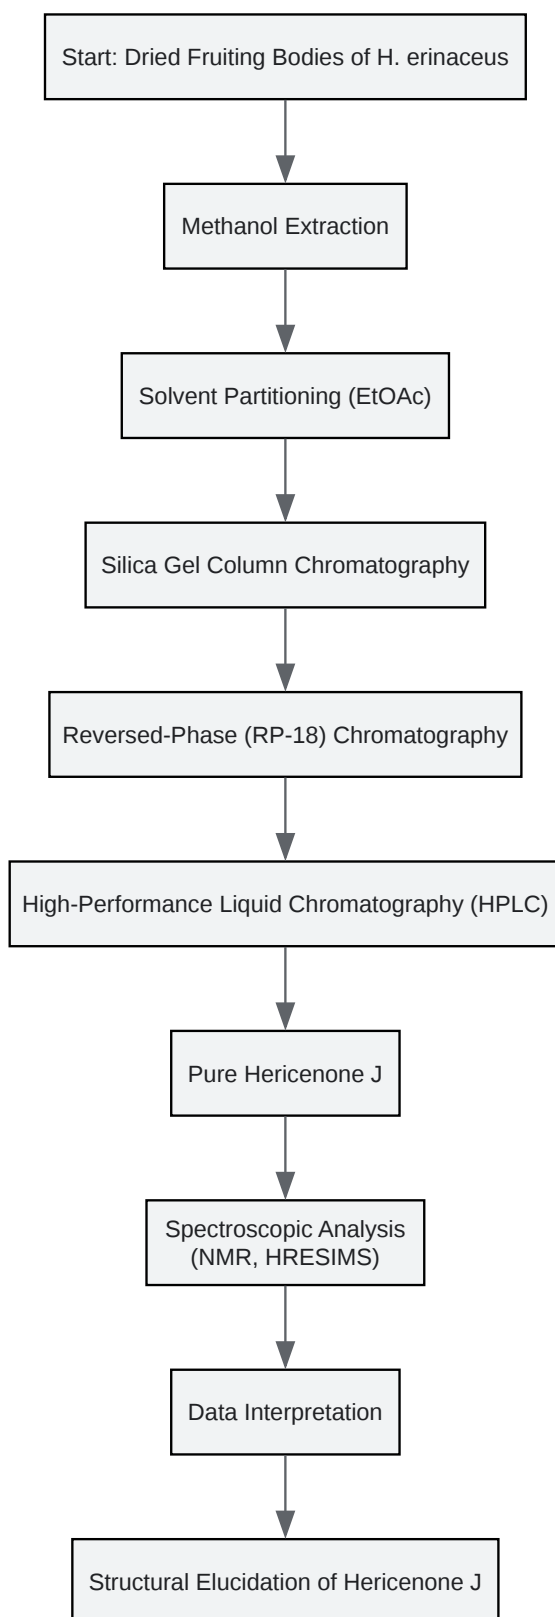 Start: Dried Fruiting Bodies of H. erinaceus
Methanol Extraction
Solvent Partitioning (EtOAc)
Silica Gel Column Chromatography
Reversed-Phase (RP-18) Chromatography
High-Performance Liquid Chromatography (HPLC)
Pure Hericenone J
Spectroscopic Analysis
(NMR, HRESIMS)
Data Interpretation
Structural Elucidation of Hericenone J